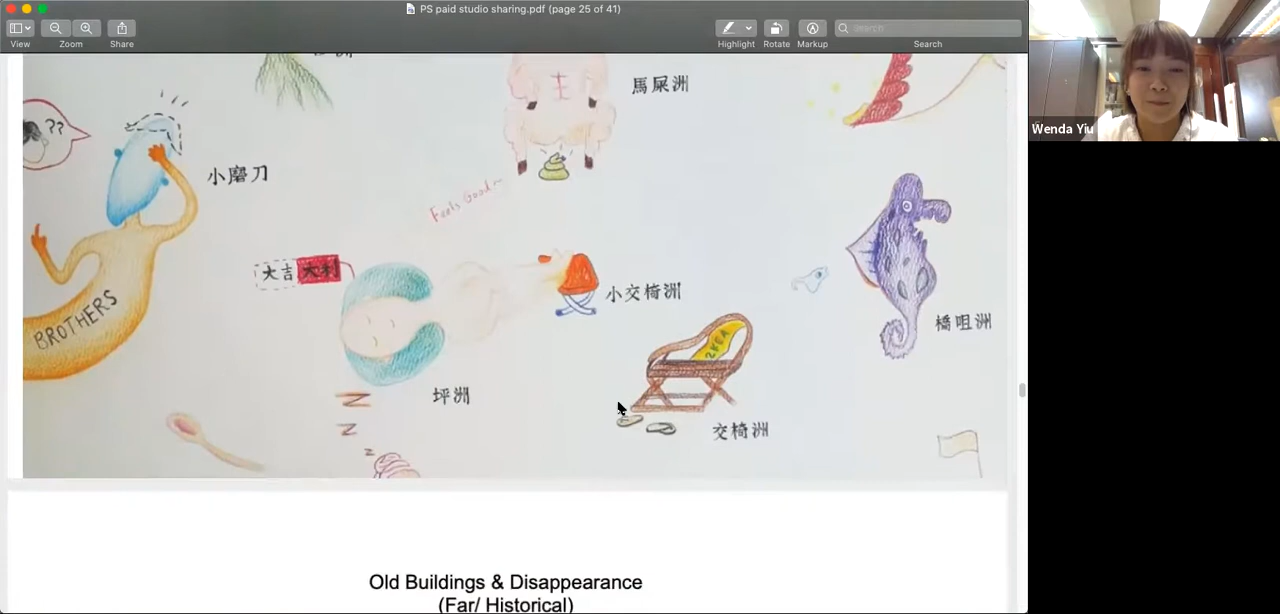 PS paid studio sharing.pdf (page 25 of 41)
View
Zoom
Share
Highlight
Rotate
Markup
Search
Search
Wenda Yiu
??
小磨刀
馬屎洲
Feels Good~
大吉大利
小交椅洲
BROTHERS
2KEA
橋咀洲
坪洲
Z
Z
z
交椅洲
Old Buildings & Disappearance
(Far/ Historical)